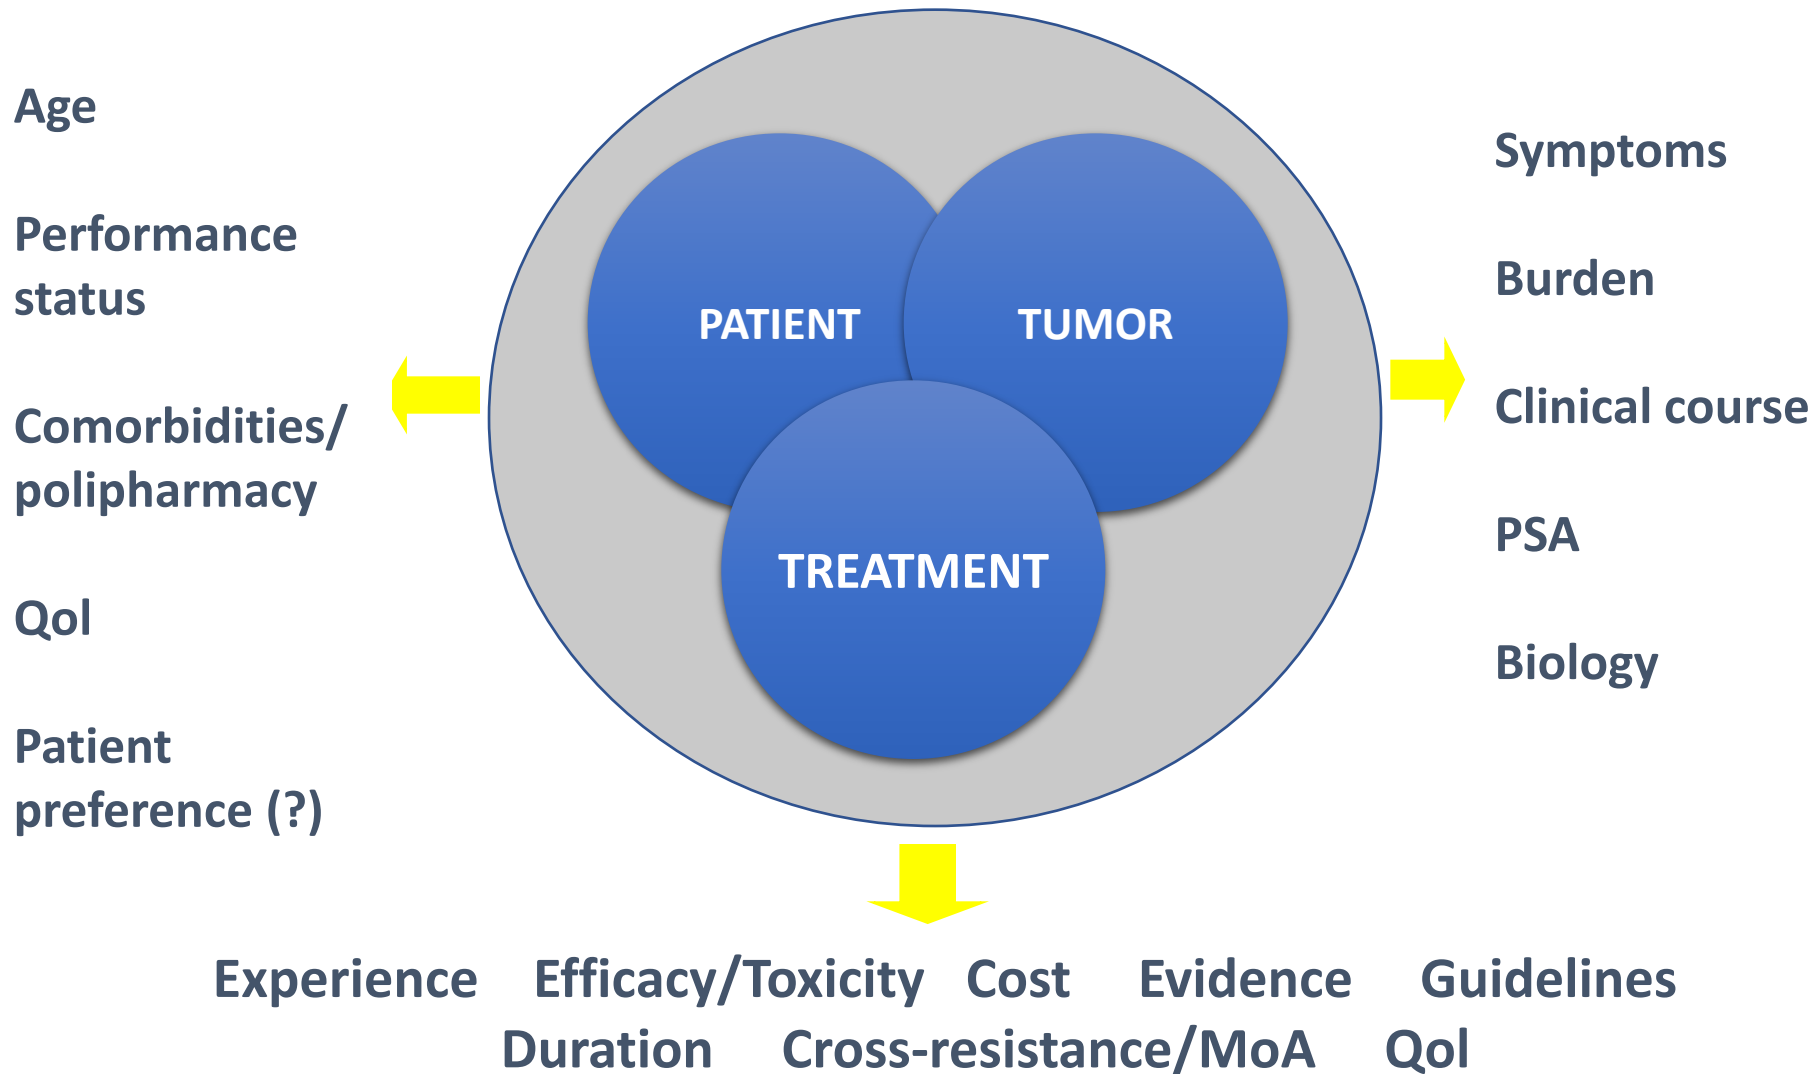 Age
Performance
status
Comorbidities/
polipharmacy
Qol
Patient
preference (?)
PATIENT
TUMOR
TREATMENT
Symptoms
Burden
Clinical course
PSA
Biology
Experience Efficacy/Toxicity Cost Evidence Guidelines
Duration Cross-resistance/MoA Qol